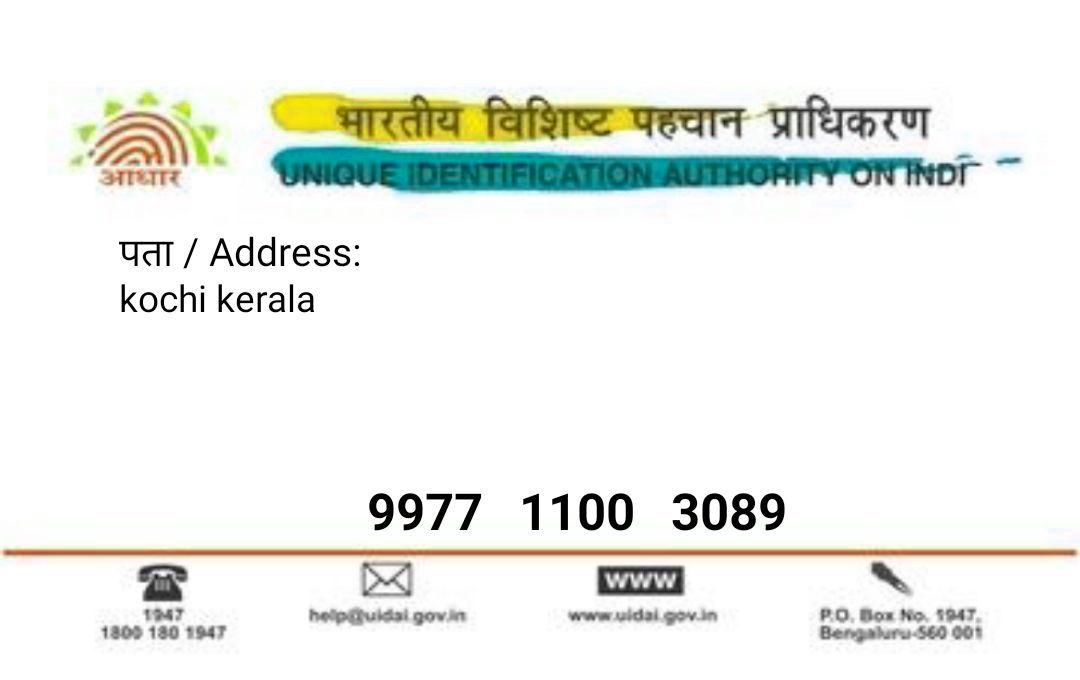 आधार
भारतीय विशिष्ट पहचान प्राधिकरण
UNIQUE IDENTIFICATION AUTHORITY ON INDI
पता / Address:
kochi kerala
9977 1100 3089
1947
1800 180 1947
help@uidai.gov.in
WWW
www.uidai.gov.in
P.O. Box No. 1947,
Bengaluru-560 001